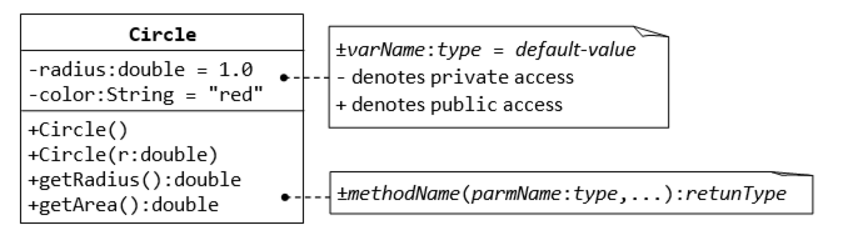 Circle
-radius:double = 1.0
-color:String = "red"
+Circle()
+Circle(r:double)
+getRadius():double
+getArea():double
±varName:type = default-value
- denotes private access
+ denotes public access
±methodName(parmName:type,...):retunType